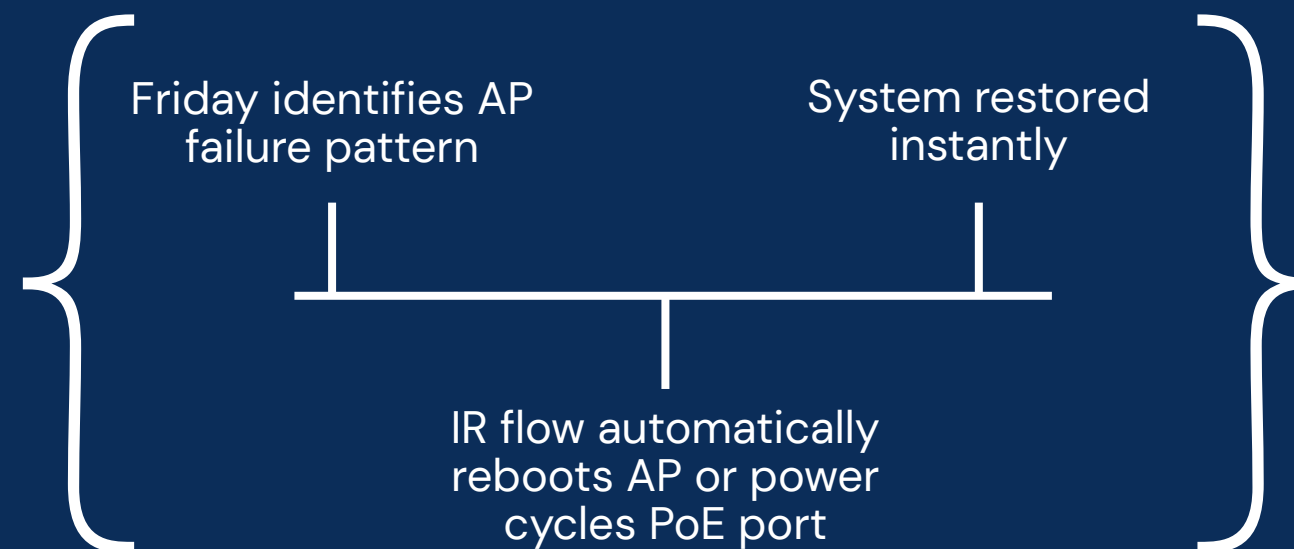 Friday identifies AP
failure pattern
System restored
instantly
IR flow automatically
reboots AP or power
cycles PoE port